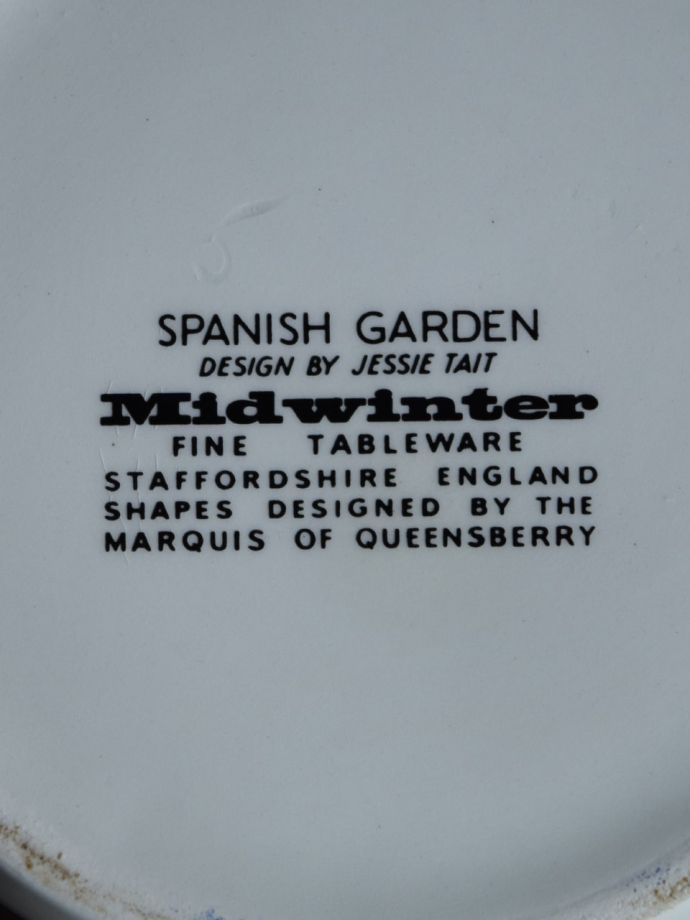 SPANISH GARDEN
DESIGN BY JESSIE TAIT
Midwinter
FINE TABLEWARE
STAFFORDSHIRE ENGLAND
SHAPES DESIGNED BY THE
MARQUIS OF QUEENSBERRY